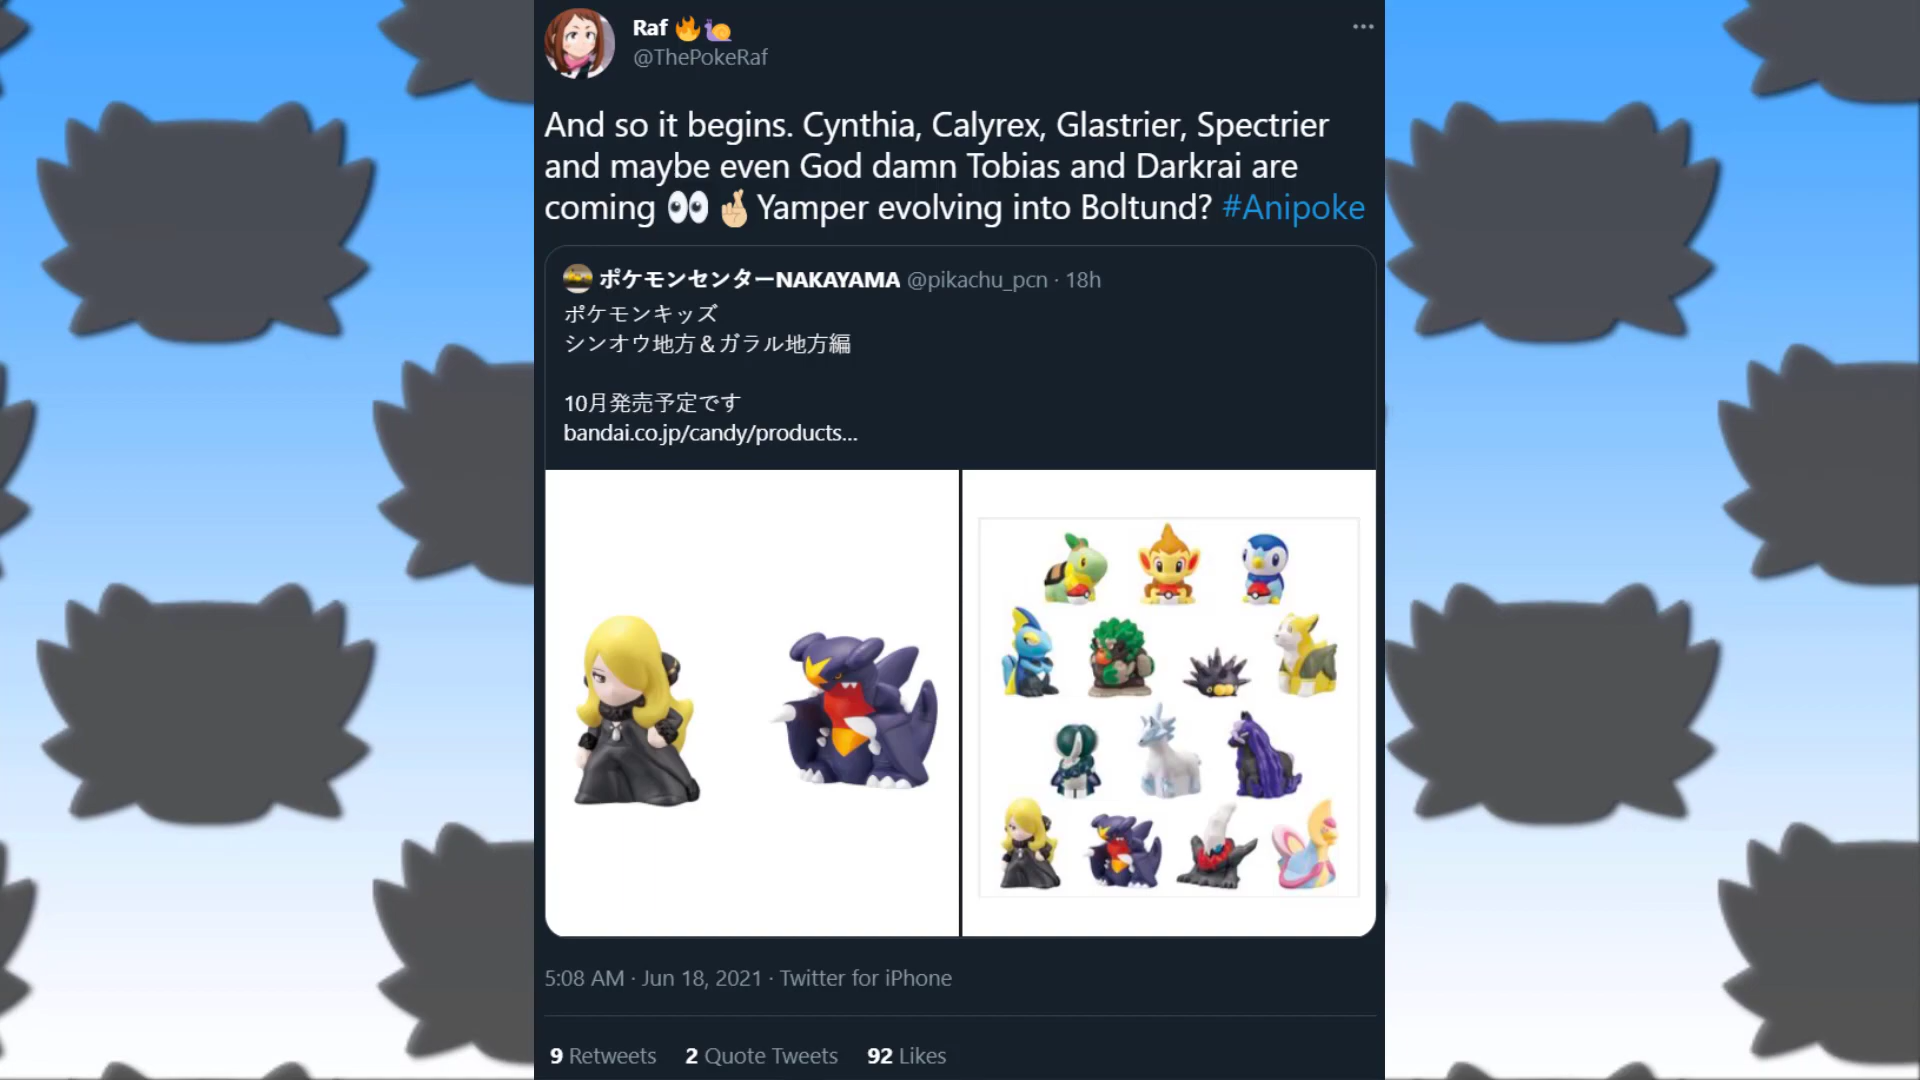 Raf 🔥🐌
@ThePokeRaf
And so it begins. Cynthia, Calyrex, Glastrier, Spectrier
and maybe even God damn Tobias and Darkrai are
coming 👀🤞🏼Yamper evolving into Boltund? #Anipoke
ポケモンセンターNAKAYAMA @pikachu_pcn · 18h
ポケモンキッズ
シンオウ地方＆ガラル地方編
10月発売予定です
bandai.co.jp/candy/products...
5:08 AM · Jun 18, 2021 · Twitter for iPhone
9 Retweets 2 Quote Tweets 92 Likes